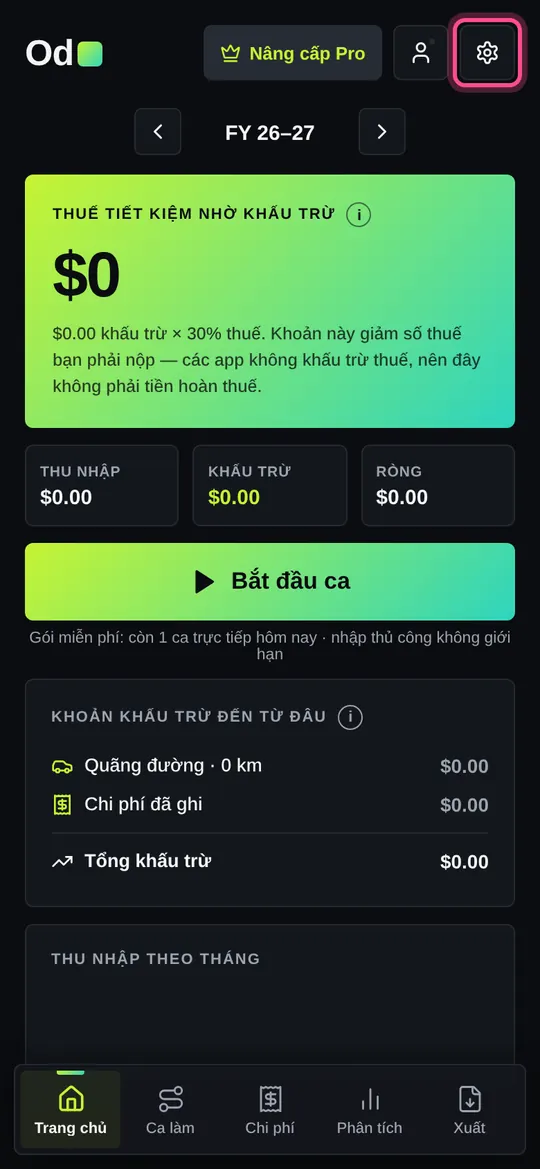 Od
Nâng cấp Pro
FY 26–27
THUẾ TIẾT KIỆM NHỜ KHẤU TRỪ
$0
$0.00 khấu trừ × 30% thuế. Khoản này giảm số thuế
bạn phải nộp — các app không khấu trừ thuế, nên đây
không phải tiền hoàn thuế.
THU NHẬP
KHẤU TRỪ
RÒNG
$0.00
$0.00
$0.00
Bắt đầu ca
Gói miễn phí: còn 1 ca trực tiếp hôm nay · nhập thủ công không giới
hạn
KHOẢN KHẤU TRỪ ĐẾN TỪ ĐÂU
Quãng đường · 0 km $0.00
Chi phí đã ghi $0.00
Tổng khấu trừ $0.00
THU NHẬP THEO THÁNG
Trang chủ
Ca làm
Chi phí
Phân tích
Xuất